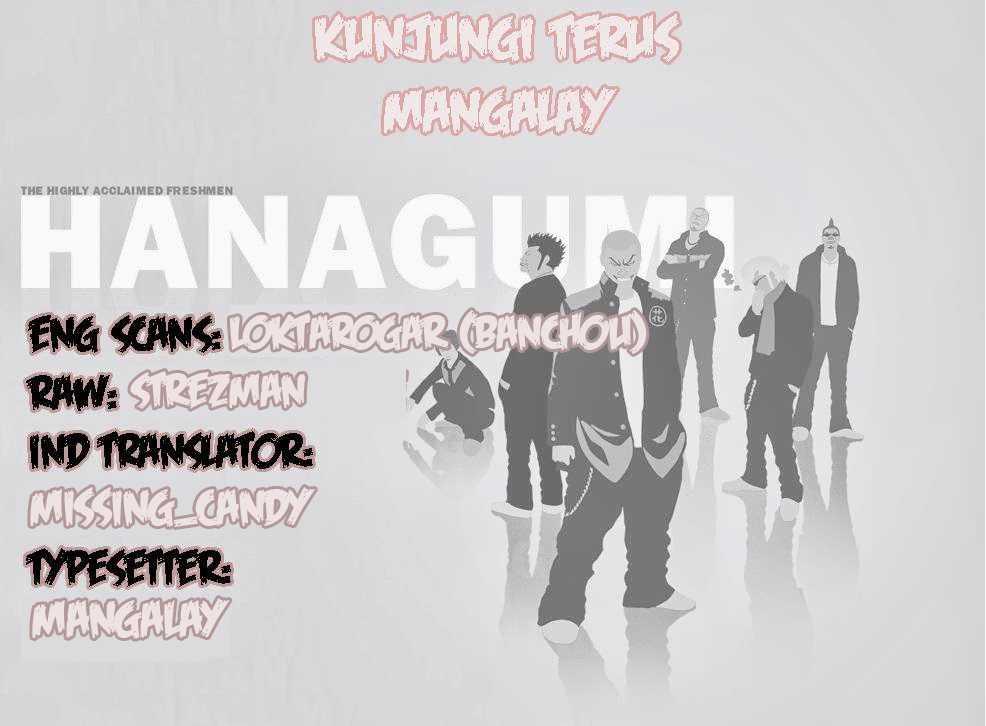 KUNJUNGI TERUS
MANGALAY
THE HIGHLY ACCLAIMED FRESHMEN
HANAGUMI
ENG SCANS: LOKTAROGAR (BANCHOU)
RAW: STREZMAN
IND TRANSLATOR:
MISSING_CANDY
TYPESETTER:
MANGALAY